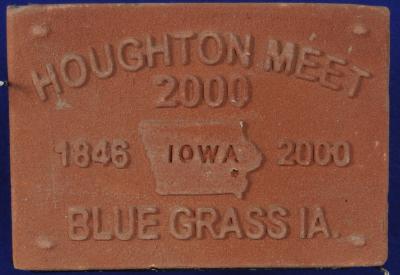 HOUGHTON MEET
2000
1846 IOWA 2000
BLUE GRASS IA.